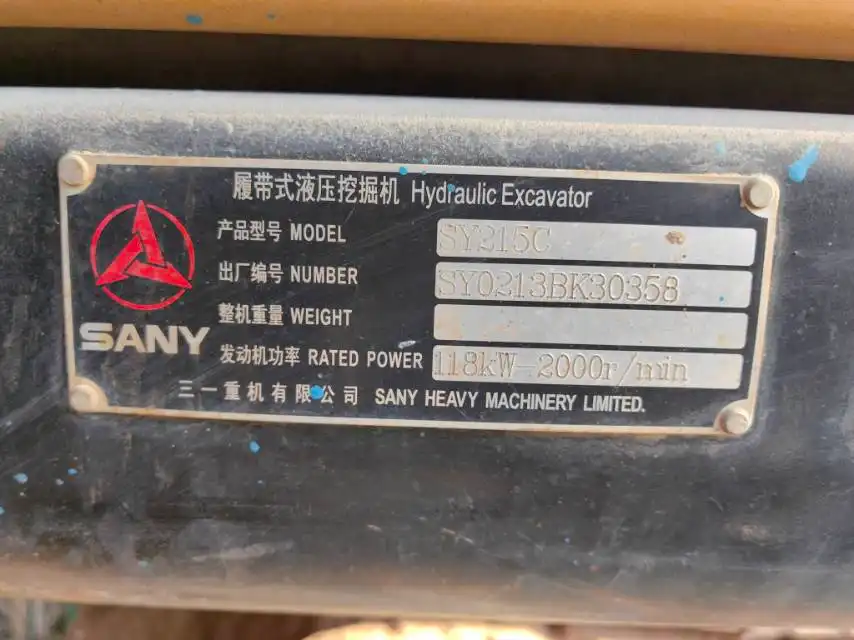 履带式液压挖掘机 Hydraulic Excavator
产品型号 MODEL SY215C
出厂编号 NUMBER SY0213BK30358
整机重量 WEIGHT
发动机功率 RATED POWER 118kW-2000r/min
SANY
三一重机有限公司 SANY HEAVY MACHINERY LIMITED.